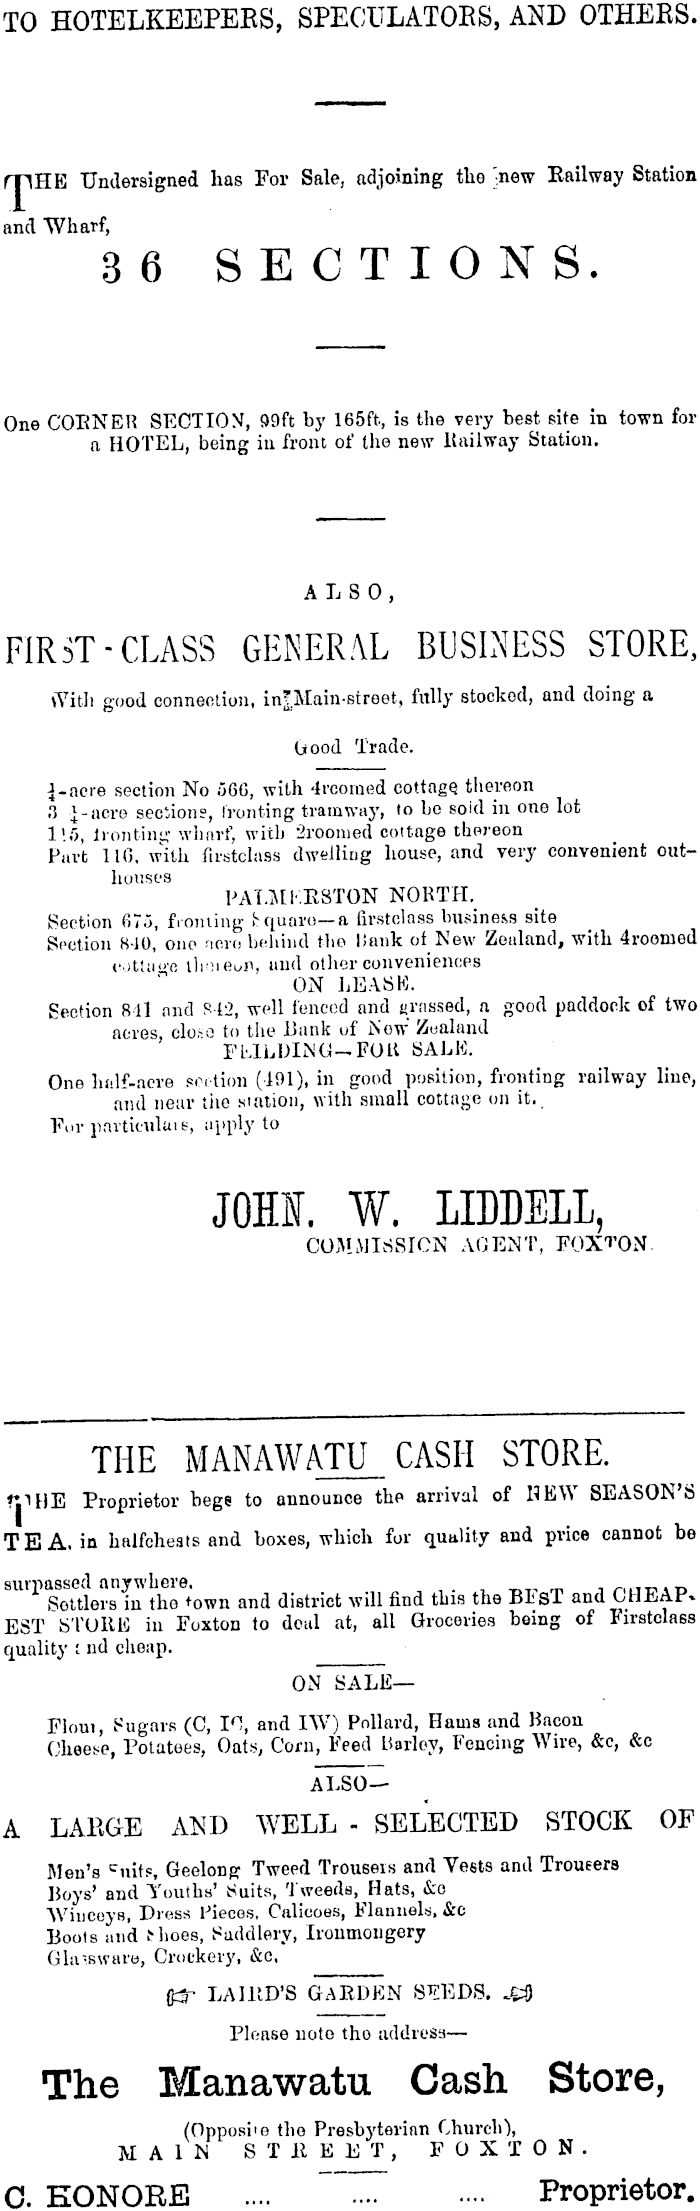 TO HOTELKEEPERS, SPECULATORS, AND OTHERS.
THE Undersigned has For Sale, adjoining the new Railway Station
and Wharf,
36 SECTIONS.
One CORNER SECTION, 99ft by 165ft, is the very best site in town for
a HOTEL, being in front of the new Railway Station.
ALSO,
FIRST-CLASS GENERAL BUSINESS STORE,
With good connection, in Main-street, fully stocked, and doing a
Good Trade.
¼-acre section No 566, with 4roomed cottage thereon
3 ¼-acre sections, fronting tramway, to be sold in one lot
115, fronting wharf, with 2roomed cottage thereon
Part 116, with firstclass dwelling house, and very convenient out-
houses
PALMERSTON NORTH.
Section 675, fronting Square—a firstclass business site
Section 840, one acre behind the Bank of New Zealand, with 4roomed
cottage thereon, and other conveniences
ON LEASE.
Section 841 and 842, well fenced and grassed, a good paddock of two
acres, close to the Bank of New Zealand
FEILDING—FOR SALE.
One half-acre section (491), in good position, fronting railway line,
and near the station, with small cottage on it.
For particulars, apply to
JOHN. W. LIDDELL,
COMMISSION AGENT, FOXTON.
THE MANAWATU CASH STORE.
THE Proprietor begs to announce the arrival of NEW SEASON'S
TEA, in halfchests and boxes, which for quality and price cannot be
surpassed anywhere.
Settlers in the town and district will find this the BEST and CHEAP-
EST STORE in Foxton to deal at, all Groceries being of Firstclass
quality and cheap.
ON SALE—
Flour, Sugars (C, IC, and IW) Pollard, Hams and Bacon
Cheese, Potatoes, Oats, Corn, Feed Barley, Fencing Wire, &c, &c
ALSO—
A LARGE AND WELL-SELECTED STOCK OF
Men's Suits, Geelong Tweed Trousers and Vests and Trousers
Boys' and Youths' Suits, Tweeds, Hats, &c
Winceys, Dress Pieces, Calicoes, Flannels, &c
Boots and Shoes, Saddlery, Ironmongery
Glassware, Crockery, &c,
☞ LAIRD'S GARDEN SEEDS. ☜
Please note the address—
The Manawatu Cash Store,
(Opposite the Presbyterian Church),
MAIN STREET, FOXTON.
C. HONORE .... .... .... Proprietor.